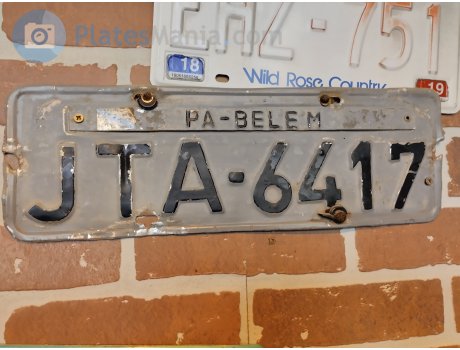 PlatesMania.com
EHZ-751
18
19
Wild Rose Country
PA-BELEM
JTA-6417